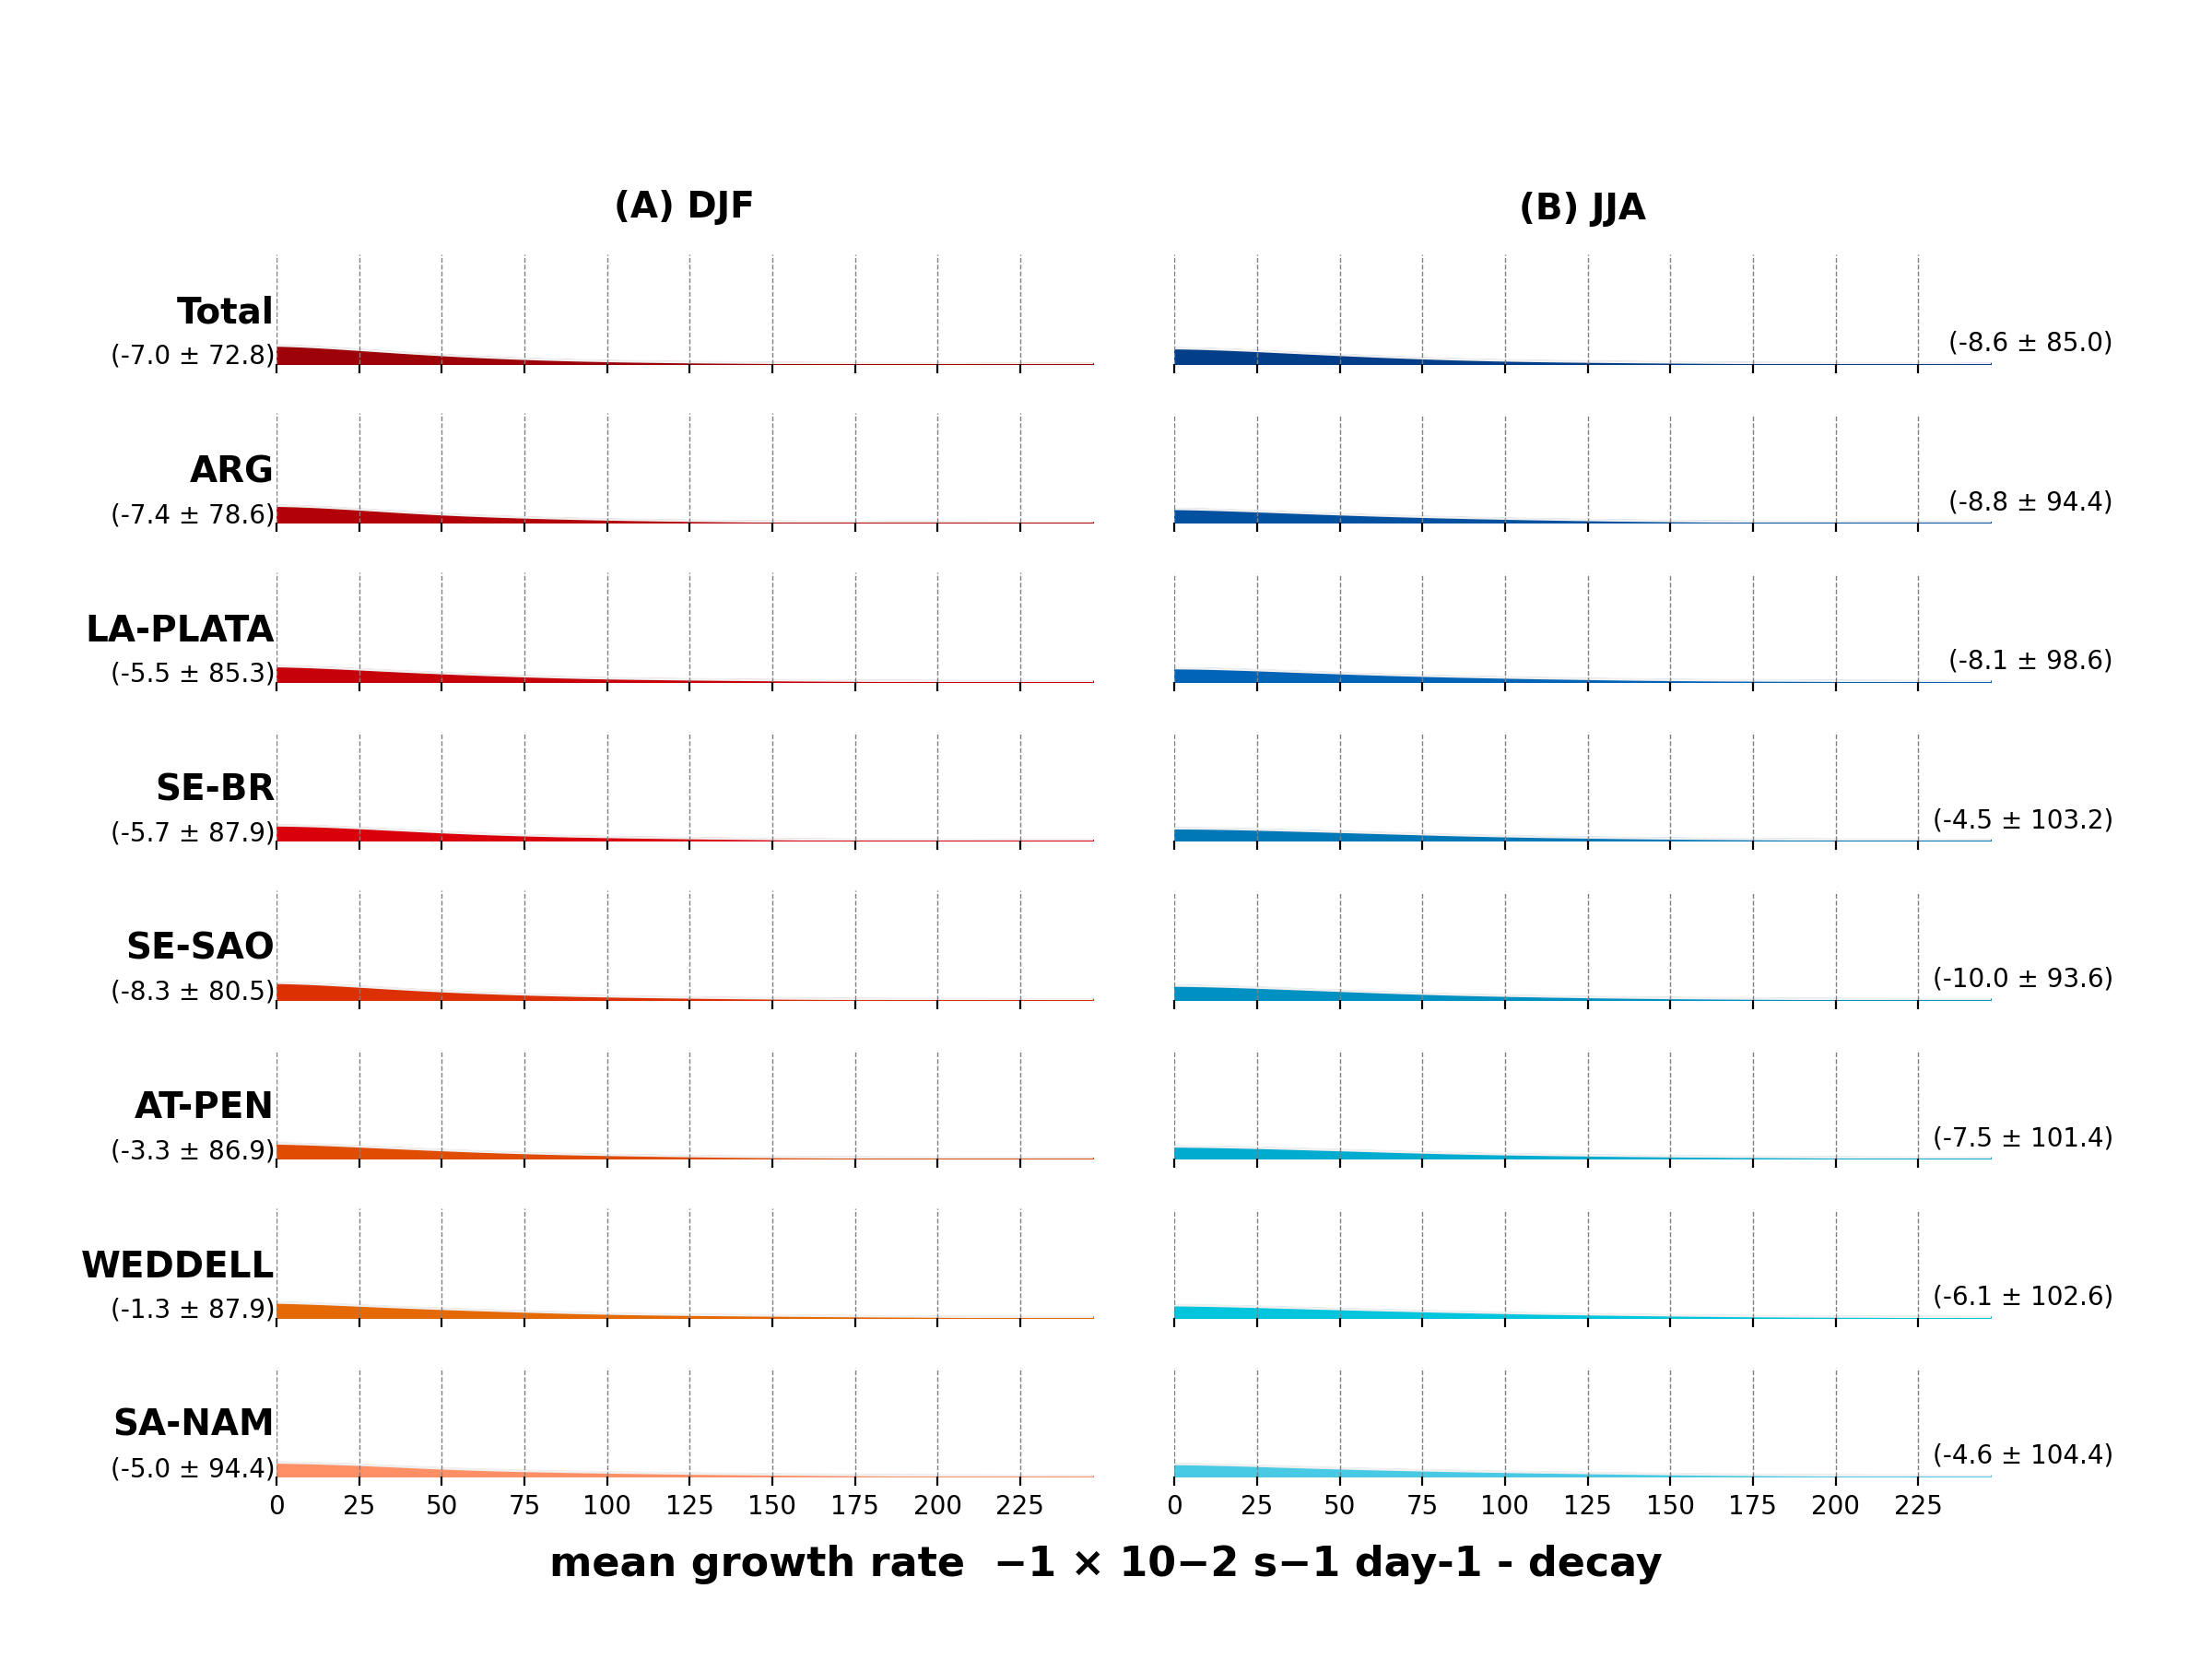 (A) DJF
(B) JJA
Total
(-7.0 ± 72.8)
(-8.6 ± 85.0)
ARG
(-7.4 ± 78.6)
(-8.8 ± 94.4)
LA-PLATA
(-5.5 ± 85.3)
(-8.1 ± 98.6)
SE-BR
(-5.7 ± 87.9)
(-4.5 ± 103.2)
SE-SAO
(-8.3 ± 80.5)
(-10.0 ± 93.6)
AT-PEN
(-3.3 ± 86.9)
(-7.5 ± 101.4)
WEDDELL
(-1.3 ± 87.9)
(-6.1 ± 102.6)
SA-NAM
(-5.0 ± 94.4)
(-4.6 ± 104.4)
0 25 50 75 100 125 150 175 200 225
0 25 50 75 100 125 150 175 200 225
mean growth rate −1 × 10−2 s−1 day-1 - decay